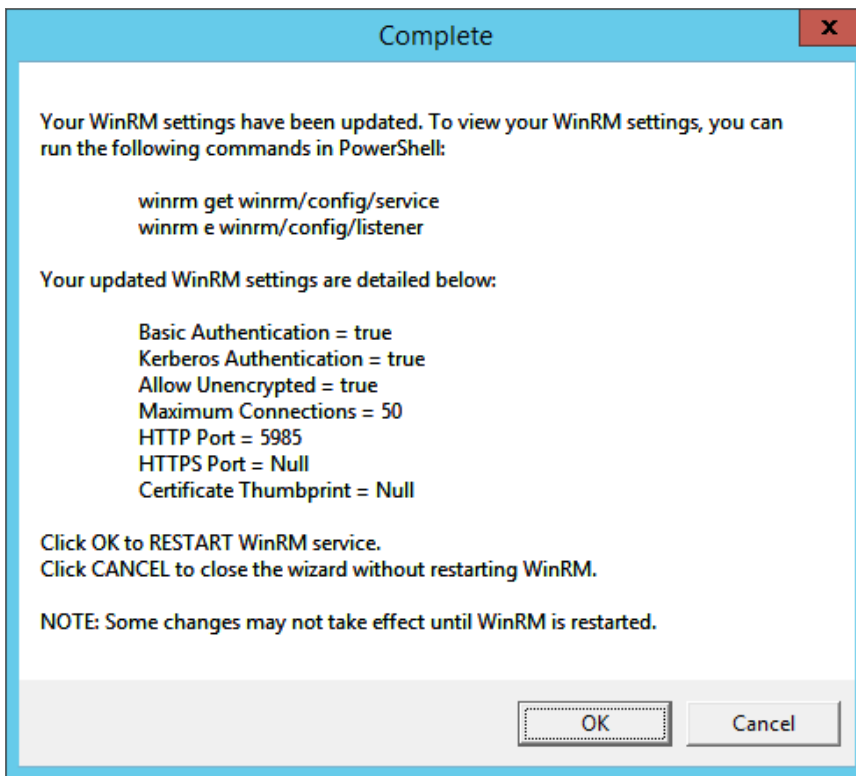 Complete
x
Your WinRM settings have been updated. To view your WinRM settings, you can
run the following commands in PowerShell:
winrm get winrm/config/service
winrm e winrm/config/listener
Your updated WinRM settings are detailed below:
Basic Authentication = true
Kerberos Authentication = true
Allow Unencrypted = true
Maximum Connections = 50
HTTP Port = 5985
HTTPS Port = Null
Certificate Thumbprint = Null
Click OK to RESTART WinRM service.
Click CANCEL to close the wizard without restarting WinRM.
NOTE: Some changes may not take effect until WinRM is restarted.
OK Cancel